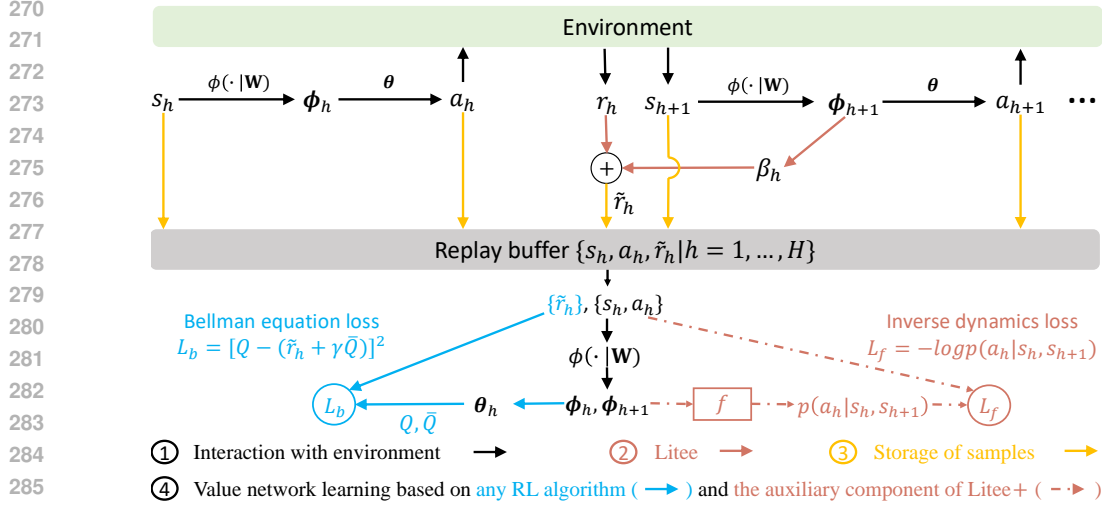 270
271 Environment
272 ϕ(· |W) θ ϕ(· |W) θ
273 s_h ϕ_h a_h r_h s_{h+1} ϕ_{h+1} a_{h+1} ···
274
275 + β_h
276 r̃_h
277
278 Replay buffer {s_h, a_h, r̃_h|h = 1, … , H}
279 {r̃_h}, {s_h, a_h}
280 Bellman equation loss Inverse dynamics loss
L_b = [Q − (r̃_h + γQ̄)]² L_f = −logp(a_h|s_h, s_{h+1})
281 ϕ(· |W)
282 L_b θ_h ϕ_h, ϕ_{h+1} f p(a_h|s_h, s_{h+1}) L_f
283 Q, Q̄
284 ① Interaction with environment ② Litee ③ Storage of samples
285 ④ Value network learning based on any RL algorithm ( ) and the auxiliary component of Litee+ ( )